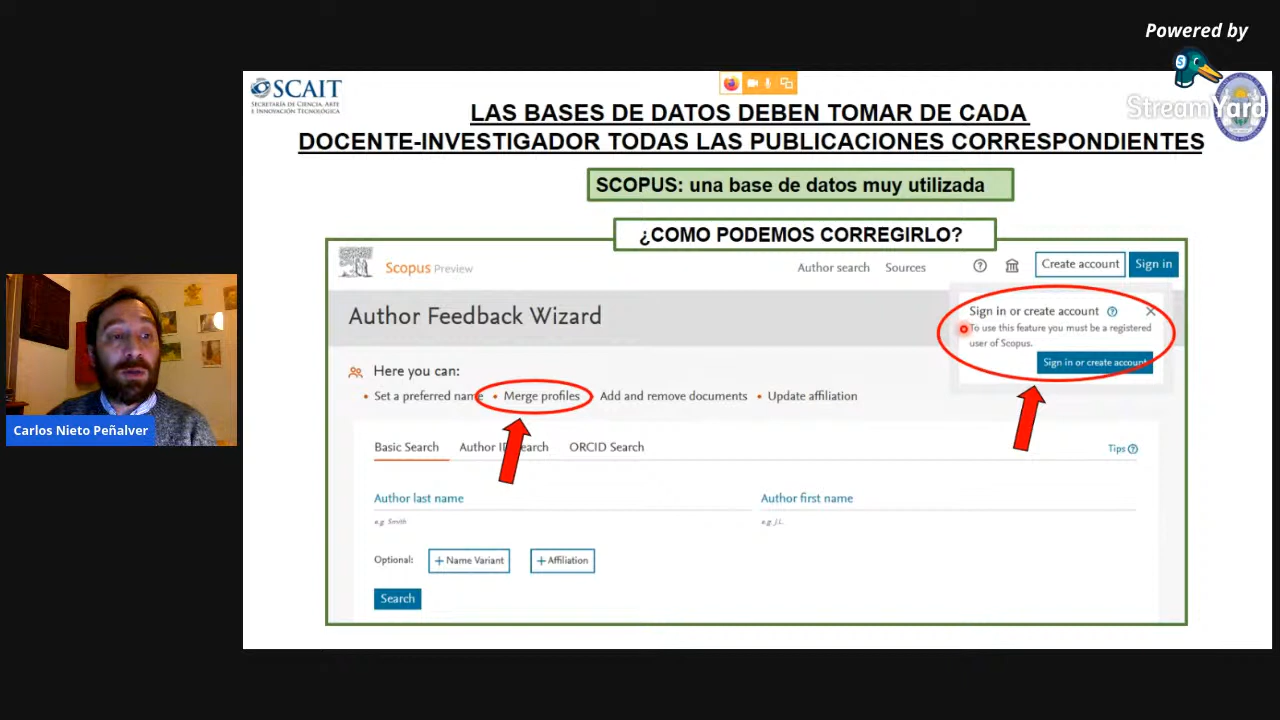 Powered by
StreamYard
SCAIT
SECRETARÍA DE CIENCIA, ARTE
E INNOVACIÓN TECNOLÓGICA
LAS BASES DE DATOS DEBEN TOMAR DE CADA
DOCENTE-INVESTIGADOR TODAS LAS PUBLICACIONES CORRESPONDIENTES
SCOPUS: una base de datos muy utilizada
¿COMO PODEMOS CORREGIRLO?
Scopus Preview
Author search Sources
Create account Sign in
Author Feedback Wizard
Sign in or create account
To use this feature you must be a registered
user of Scopus.
Sign in or create account
Here you can:
• Set a preferred name • Merge profiles Add and remove documents • Update affiliation
Basic Search Author ID Search ORCID Search
Tips
Author last name Author first name
e.g. Smith e.g. J.L.
Optional: + Name Variant + Affiliation
Search
Carlos Nieto Peñalver